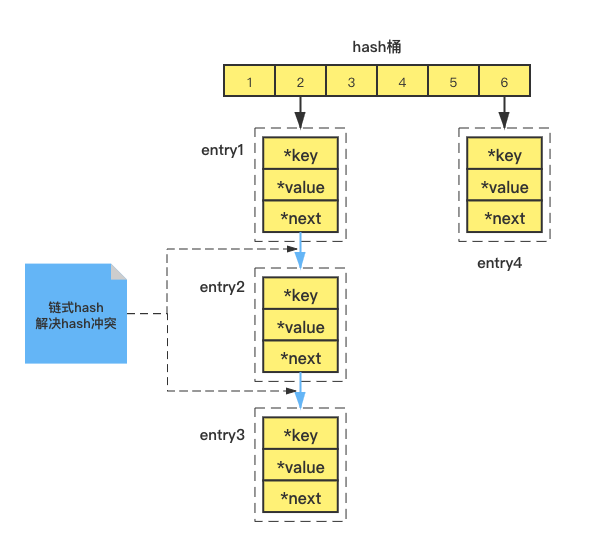 hash桶
1 2 3 4 5 6
entry1
*key
*value
*next
*key
*value
*next
entry4
entry2
*key
*value
*next
链式hash
解决hash冲突
entry3
*key
*value
*next